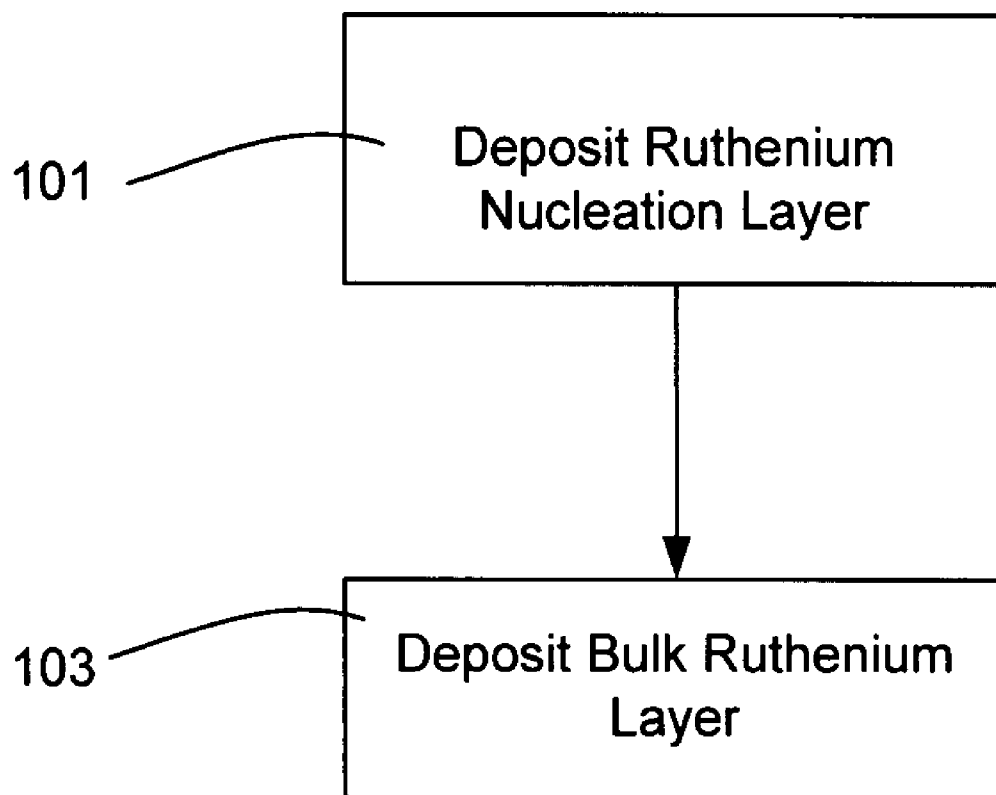 101
Deposit Ruthenium
Nucleation Layer
103
Deposit Bulk Ruthenium
Layer